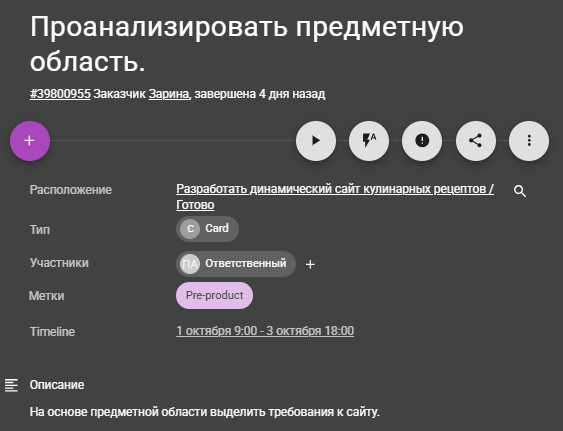 Проанализировать предметную
область.
#39800955 Заказчик Зарина, завершена 4 дня назад
Расположение
Разработать динамический сайт кулинарных рецептов /
Готово
Тип
C Card
Участники
ПА Ответственный +
Метки
Pre-product
Timeline
1 октября 9:00 - 3 октября 18:00
Описание
На основе предметной области выделить требования к сайту.